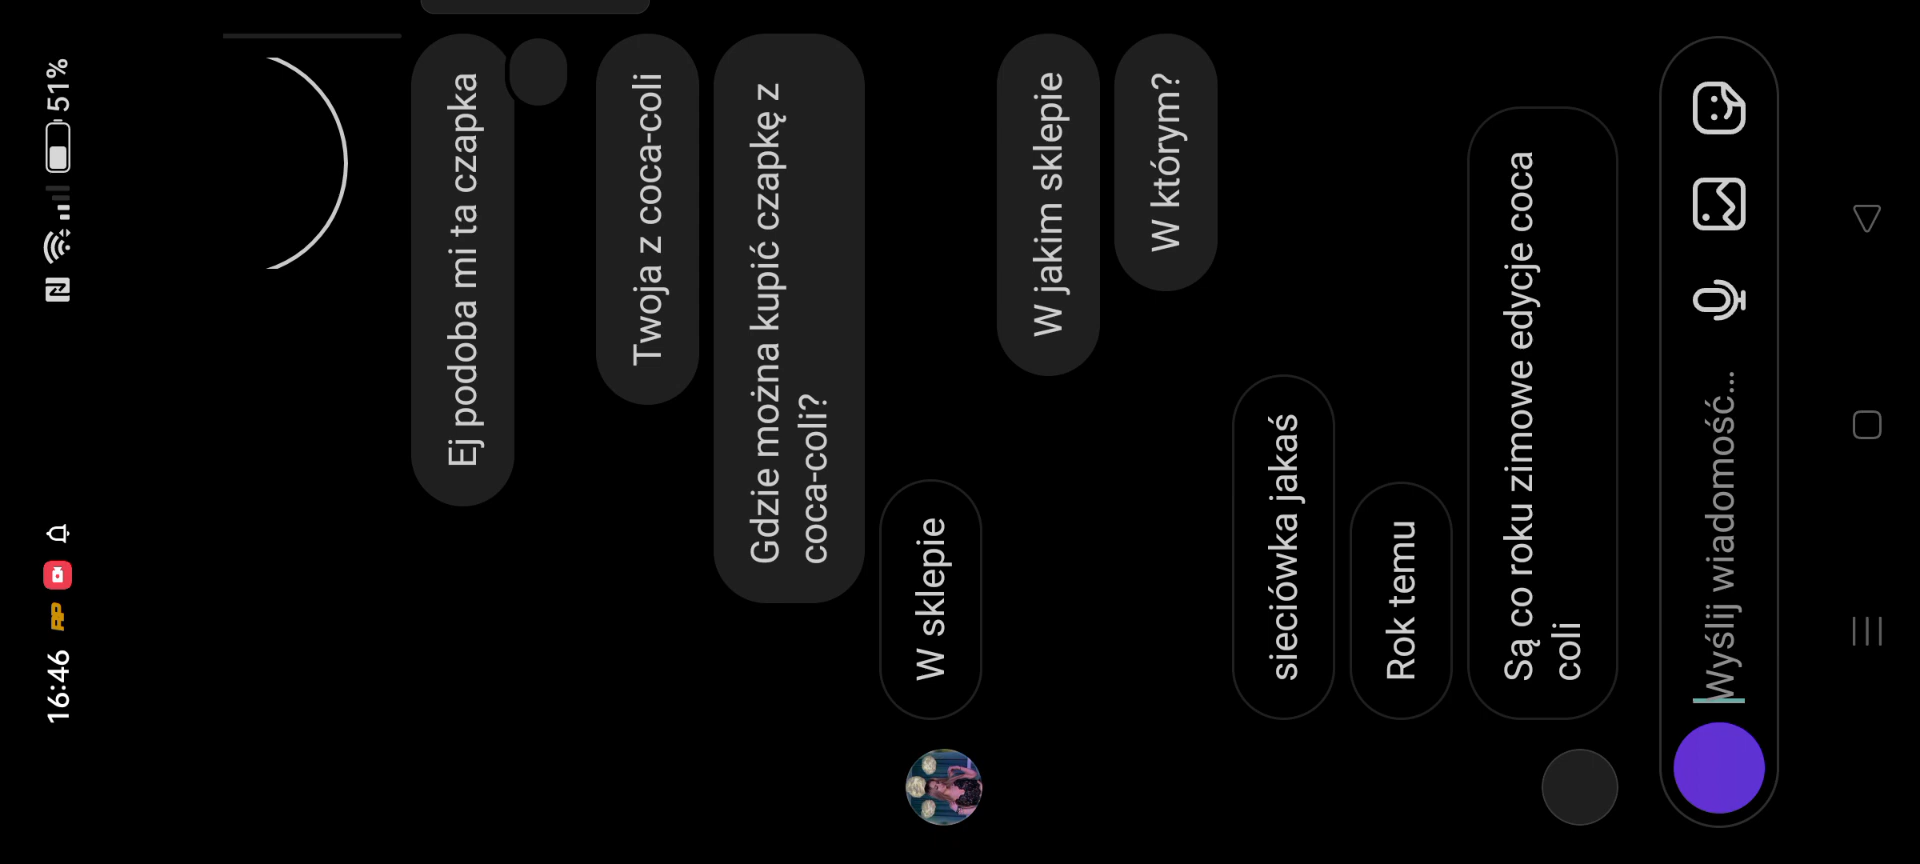 16:46
51%
Ej podoba mi ta czapka
Twoja z coca-coli
Gdzie można kupić czapkę z
coca-coli?
W sklepie
W jakim sklepie
W którym?
sieciówka jakaś
Rok temu
Są co roku zimowe edycje coca
coli
Wyślij wiadomość...